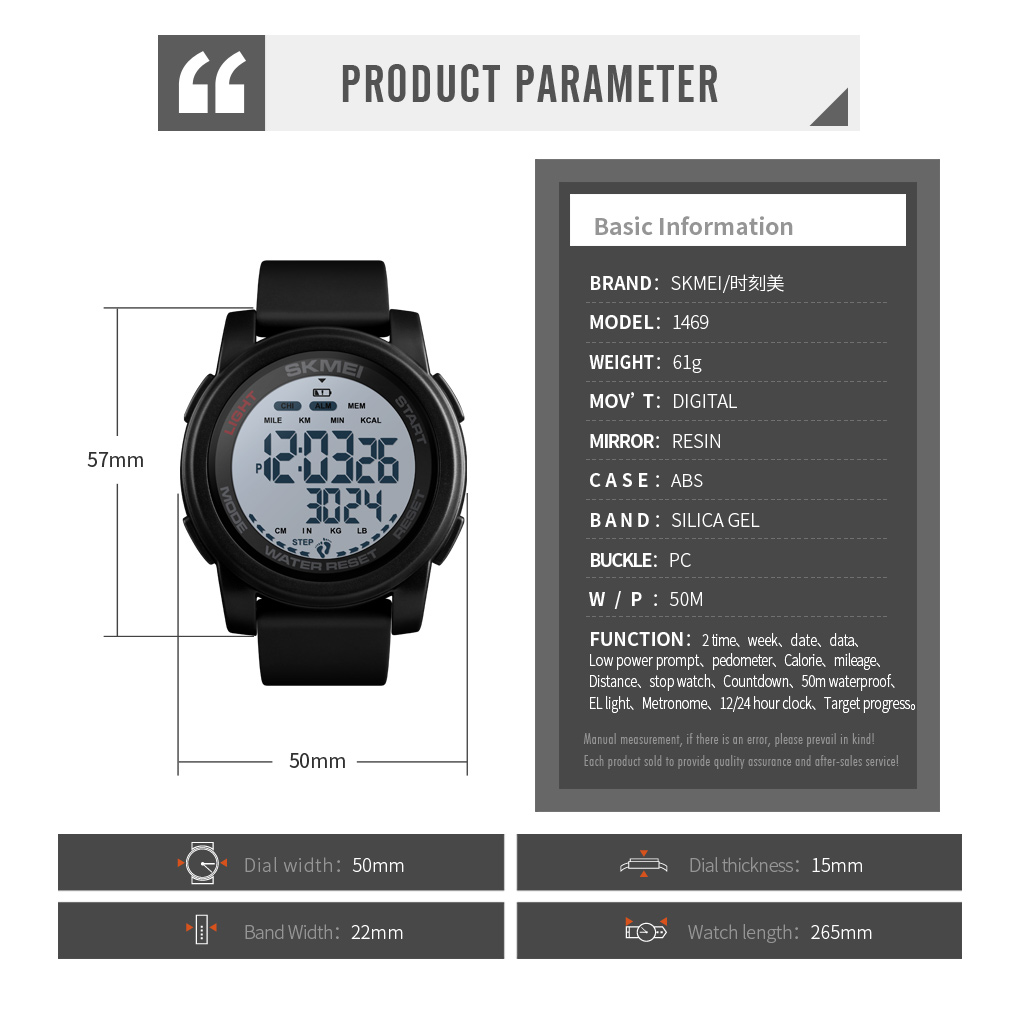 PRODUCT PARAMETER
Basic Information
BRAND： SKMEI/时刻美
MODEL： 1469
WEIGHT： 61g
MOV’ T： DIGITAL
MIRROR： RESIN
CASE： ABS
BAND： SILICA GEL
BUCKLE： PC
W / P ： 50M
FUNCTION： 2 time、week、date、data、
Low power prompt、pedometer、Calorie、mileage、
Distance、stop watch、Countdown、50m waterproof、
EL light、Metronome、12/24 hour clock、Target progress。
Manual measurement, if there is an error, please prevail in kind!
Each product sold to provide quality assurance and after-sales service!
SKMEI
LIGHT
START
CHI ALM MEM
MILE KM MIN KCAL
P 12:03 26
3024
CM IN KG LB
STEP
MODE
RESET
WATER RESET
57mm
50mm
Dial width： 50mm
Dial thickness： 15mm
Band Width： 22mm
Watch length： 265mm